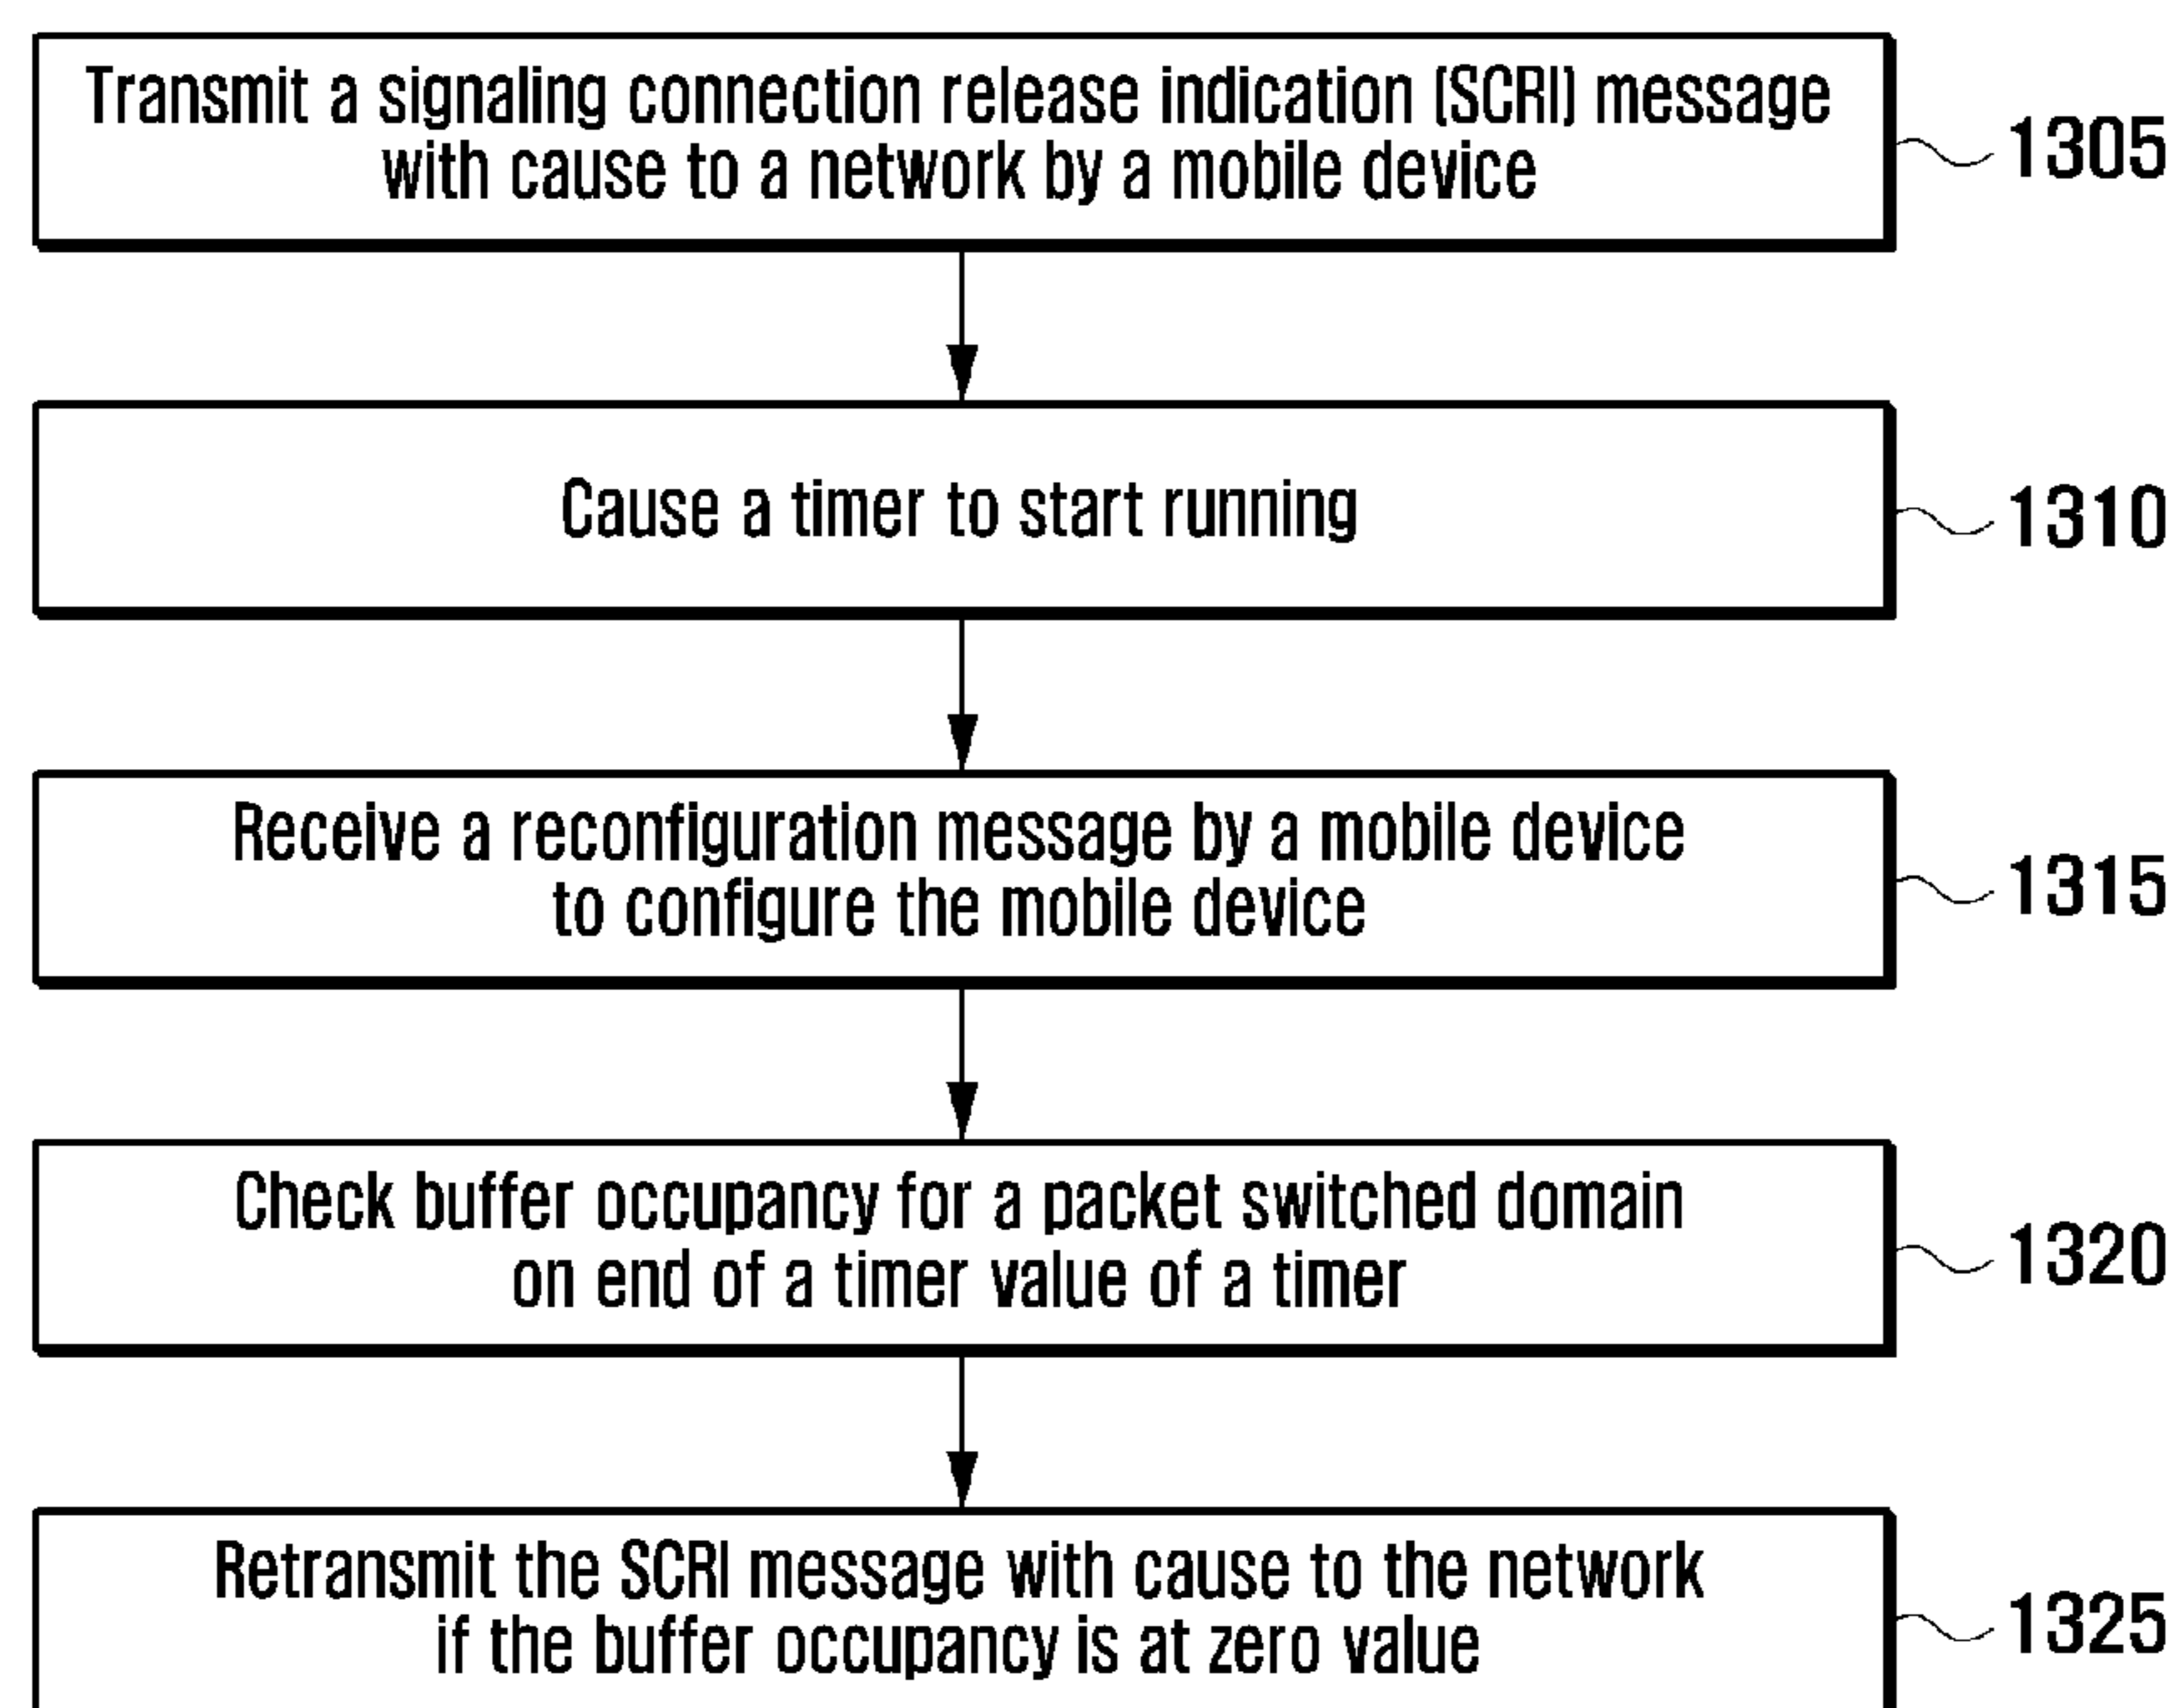 Transmit a signaling connection release indication (SCRI) message
with cause to a network by a mobile device
1305
Cause a timer to start running
1310
Receive a reconfiguration message by a mobile device
to configure the mobile device
1315
Check buffer occupancy for a packet switched domain
on end of a timer value of a timer
1320
Retransmit the SCRI message with cause to the network
if the buffer occupancy is at zero value
1325